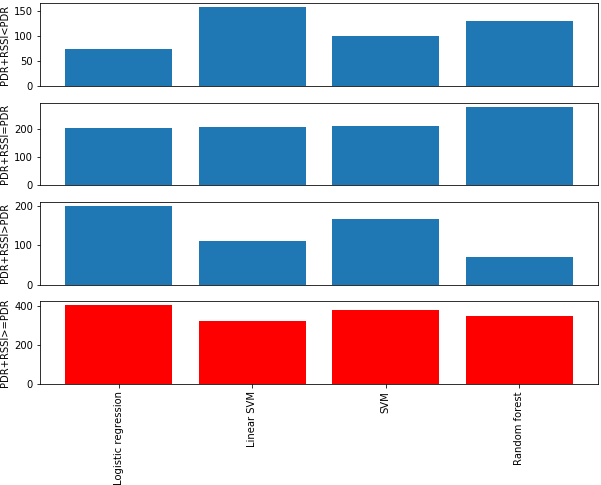 PDR+RSSI<PDR
150
100
50
0
PDR+RSSI=PDR
200
100
0
PDR+RSSI>PDR
200
100
0
PDR+RSSI>=PDR
400
200
0
Logistic regression
Linear SVM
SVM
Random forest